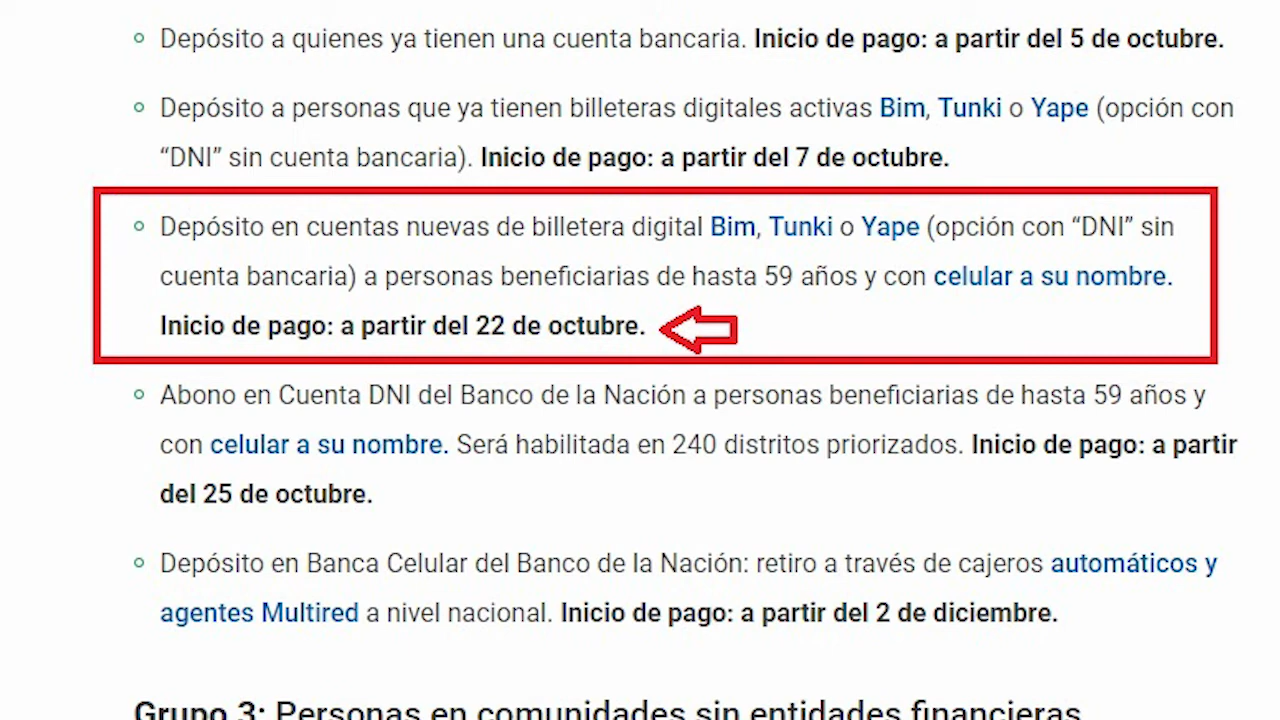 Depósito a quienes ya tienen una cuenta bancaria. Inicio de pago: a partir del 5 de octubre.
Depósito a personas que ya tienen billeteras digitales activas Bim, Tunki o Yape (opción con
“DNI” sin cuenta bancaria). Inicio de pago: a partir del 7 de octubre.
Depósito en cuentas nuevas de billetera digital Bim, Tunki o Yape (opción con “DNI” sin
cuenta bancaria) a personas beneficiarias de hasta 59 años y con celular a su nombre.
Inicio de pago: a partir del 22 de octubre.
Abono en Cuenta DNI del Banco de la Nación a personas beneficiarias de hasta 59 años y
con celular a su nombre. Será habilitada en 240 distritos priorizados. Inicio de pago: a partir
del 25 de octubre.
Depósito en Banca Celular del Banco de la Nación: retiro a través de cajeros automáticos y
agentes Multired a nivel nacional. Inicio de pago: a partir del 2 de diciembre.
Grupo 3: Personas en comunidades sin entidades financieras